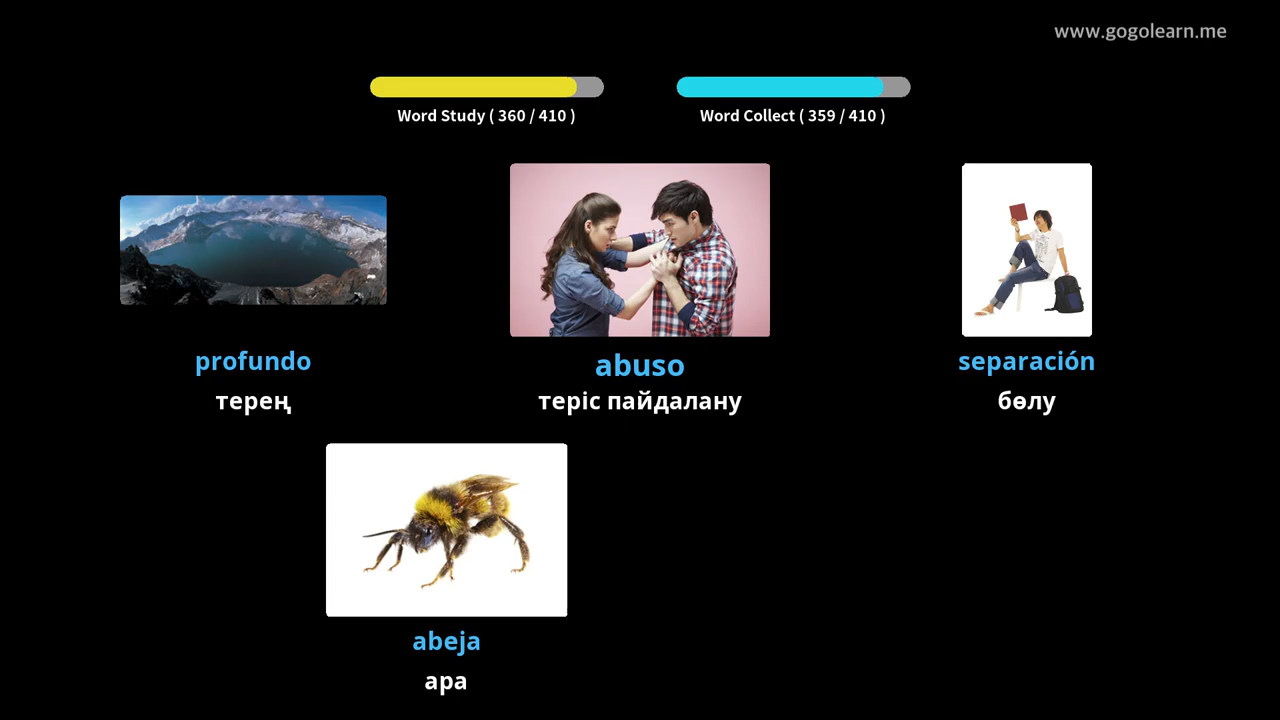 www.gogolearn.me
Word Study ( 360 / 410 )
Word Collect ( 359 / 410 )
profundo
терең
abuso
теріс пайдалану
separación
бөлу
abeja
ара